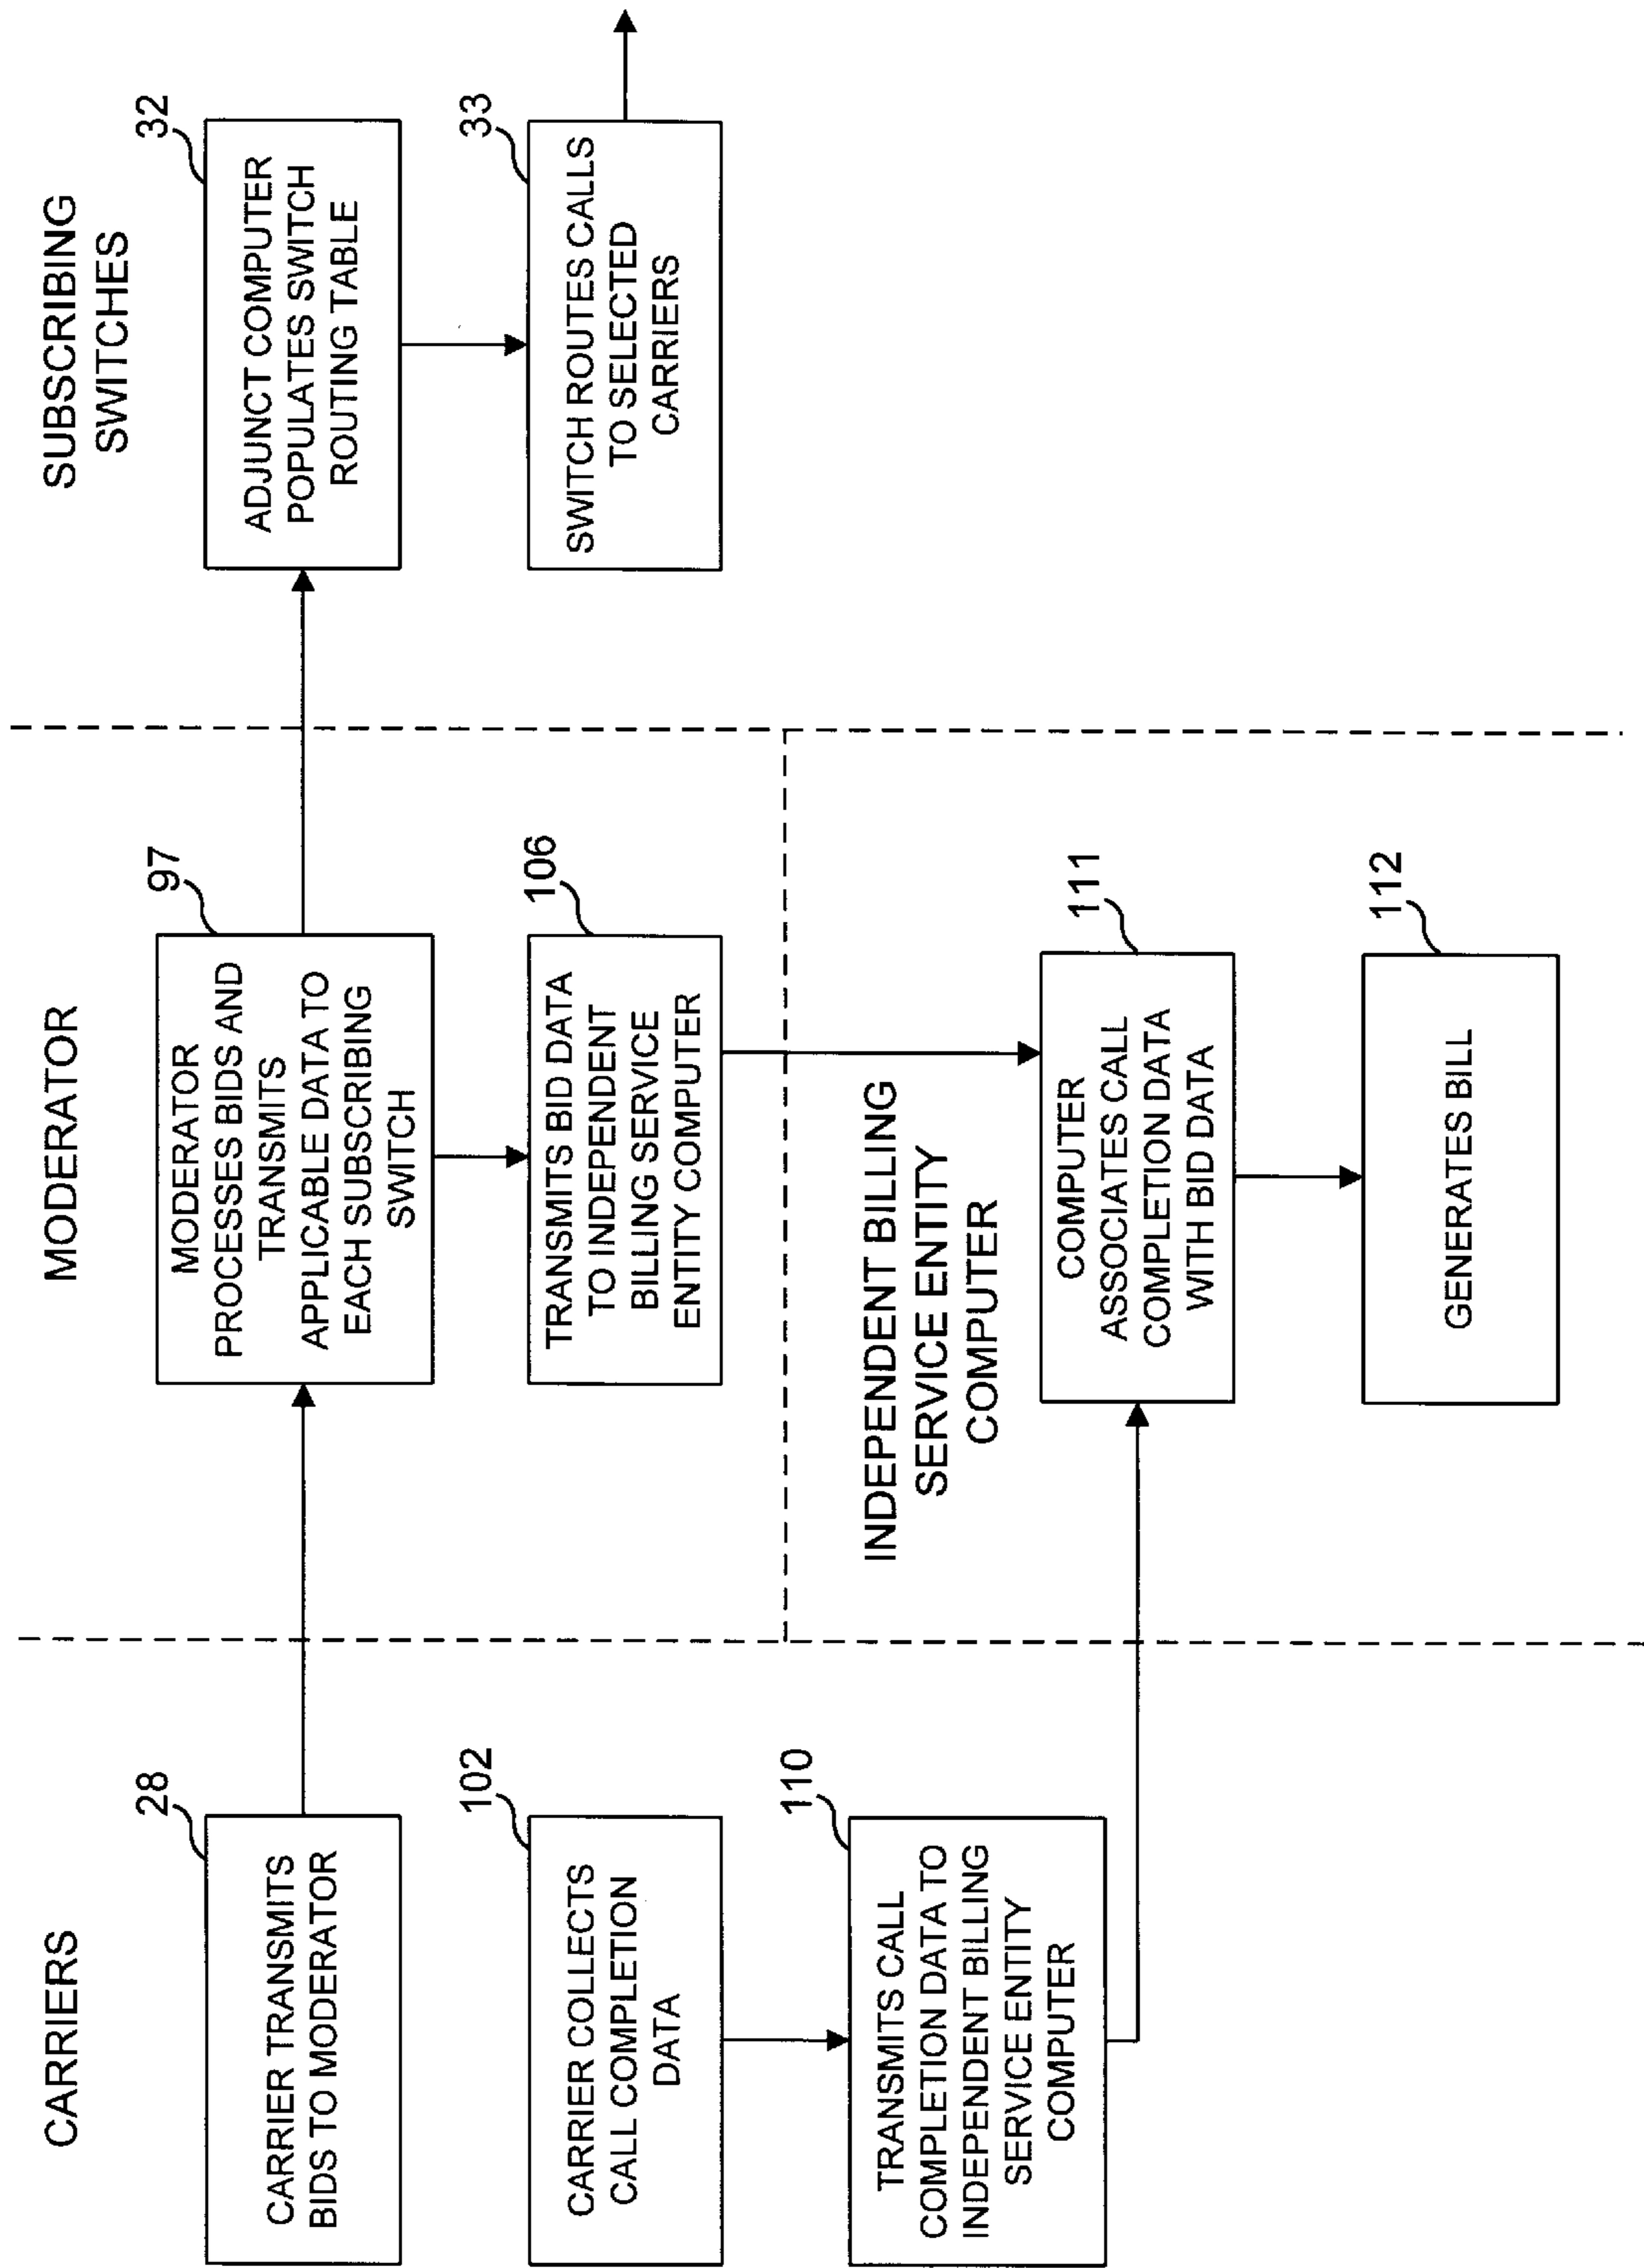 CARRIERS
28
CARRIER TRANSMITS
BIDS TO MODERATOR
102
CARRIER COLLECTS
CALL COMPLETION
DATA
110
TRANSMITS CALL
COMPLETION DATA TO
INDEPENDENT BILLING
SERVICE ENTITY
COMPUTER
MODERATOR
97
MODERATOR
PROCESSES BIDS AND
TRANSMITS
APPLICABLE DATA TO
EACH SUBSCRIBING
SWITCH
106
TRANSMITS BID DATA
TO INDEPENDENT
BILLING SERVICE
ENTITY COMPUTER
INDEPENDENT BILLING
SERVICE ENTITY
COMPUTER
111
COMPUTER
ASSOCIATES CALL
COMPLETION DATA
WITH BID DATA
112
GENERATES BILL
SUBSCRIBING
SWITCHES
32
ADJUNCT COMPUTER
POPULATES SWITCH
ROUTING TABLE
33
SWITCH ROUTES CALLS
TO SELECTED
CARRIERS